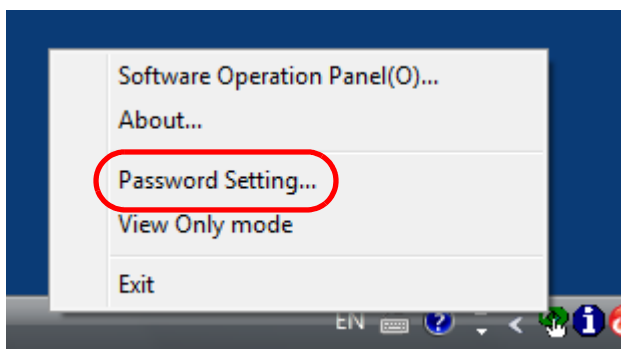 Software Operation Panel(O)...
About...
Password Setting...
View Only mode
Exit
EN